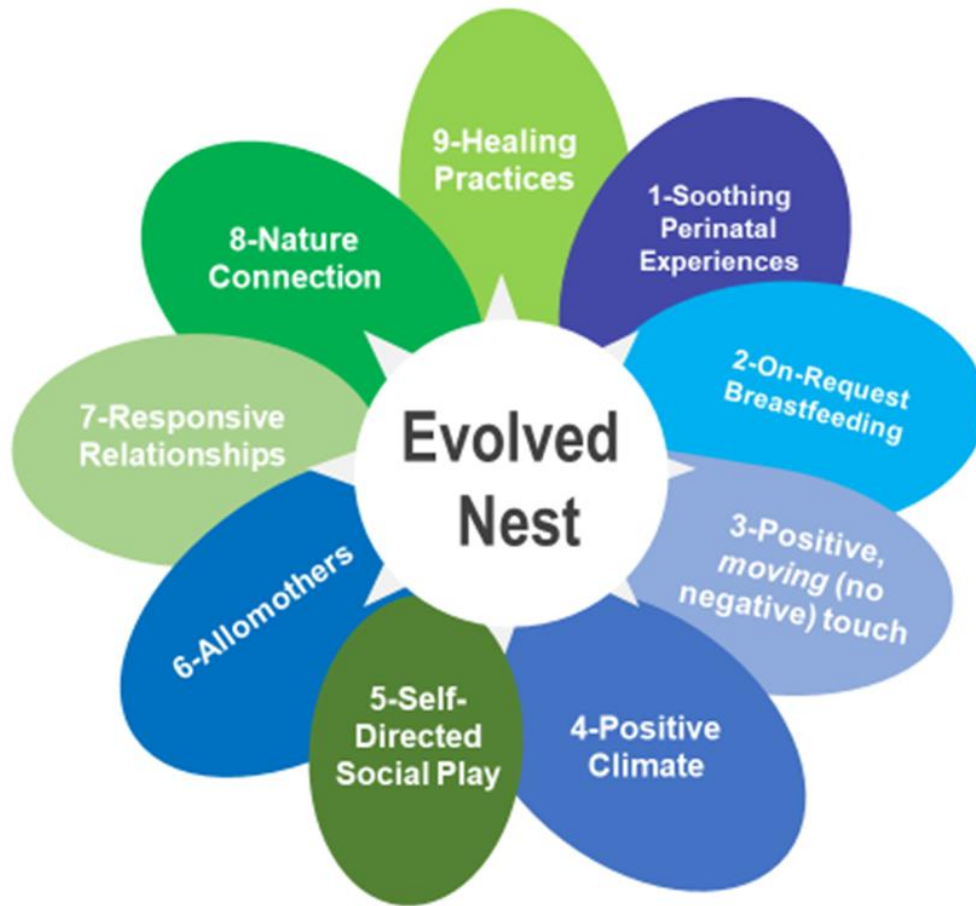 Evolved
Nest
1-Soothing
Perinatal
Experiences
2-On-Request
Breastfeeding
3-Positive,
moving (no
negative) touch
4-Positive
Climate
5-Self-
Directed
Social Play
6-Allomothers
7-Responsive
Relationships
8-Nature
Connection
9-Healing
Practices